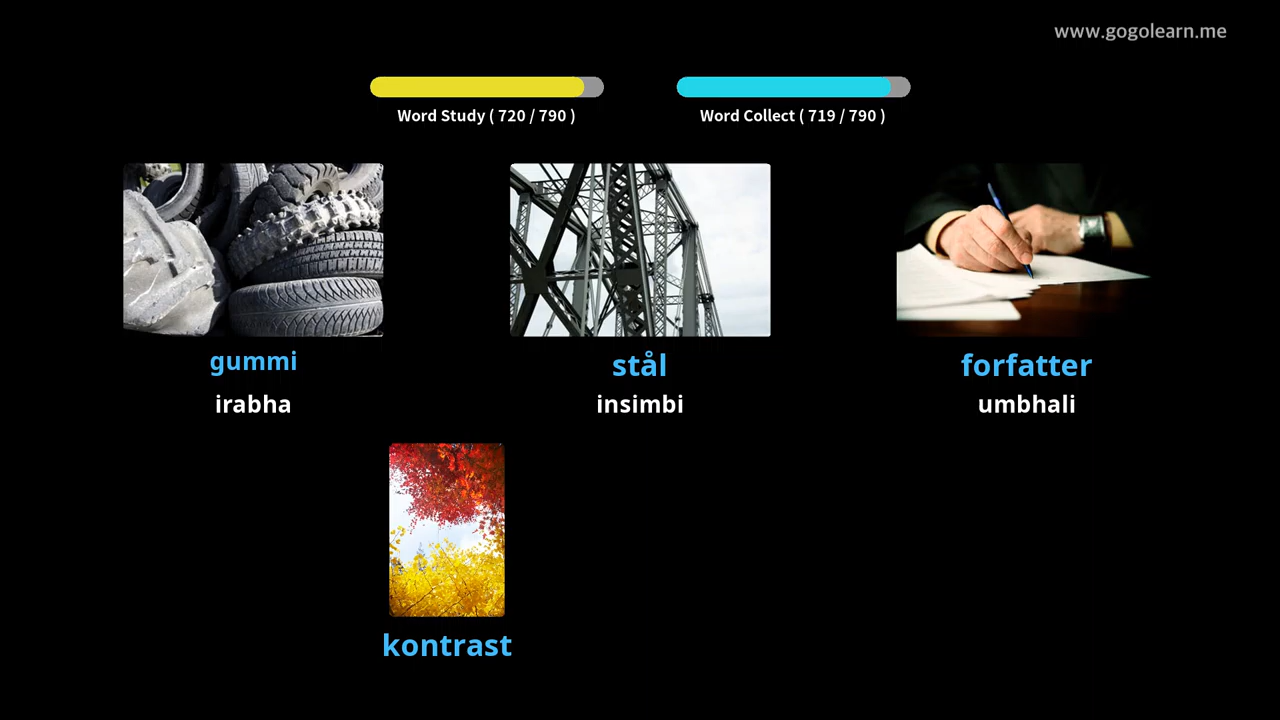 www.gogolearn.me
Word Study ( 720 / 790 )
Word Collect ( 719 / 790 )
gummi
irabha
stål
insimbi
forfatter
umbhali
kontrast